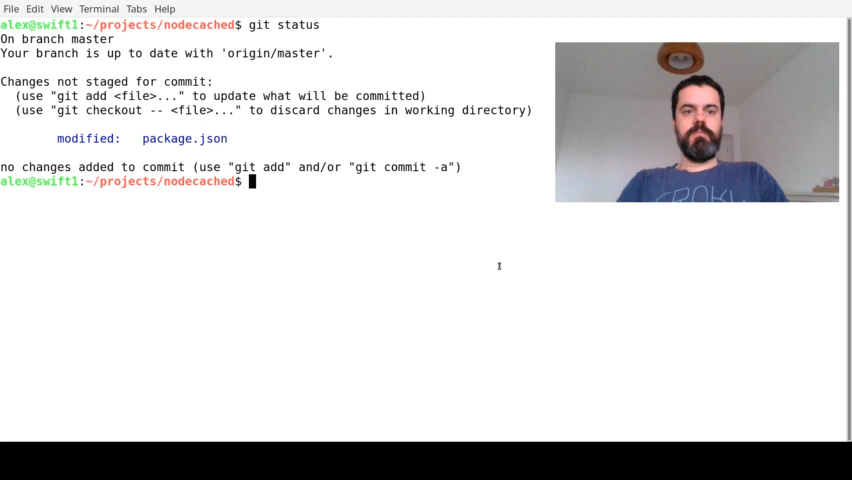 File Edit View Terminal Tabs Help
alex@swift1:~/projects/nodecached$ git status
On branch master
Your branch is up to date with 'origin/master'.
Changes not staged for commit:
(use "git add <file>..." to update what will be committed)
(use "git checkout -- <file>..." to discard changes in working directory)
modified: package.json
no changes added to commit (use "git add" and/or "git commit -a")
alex@swift1:~/projects/nodecached$